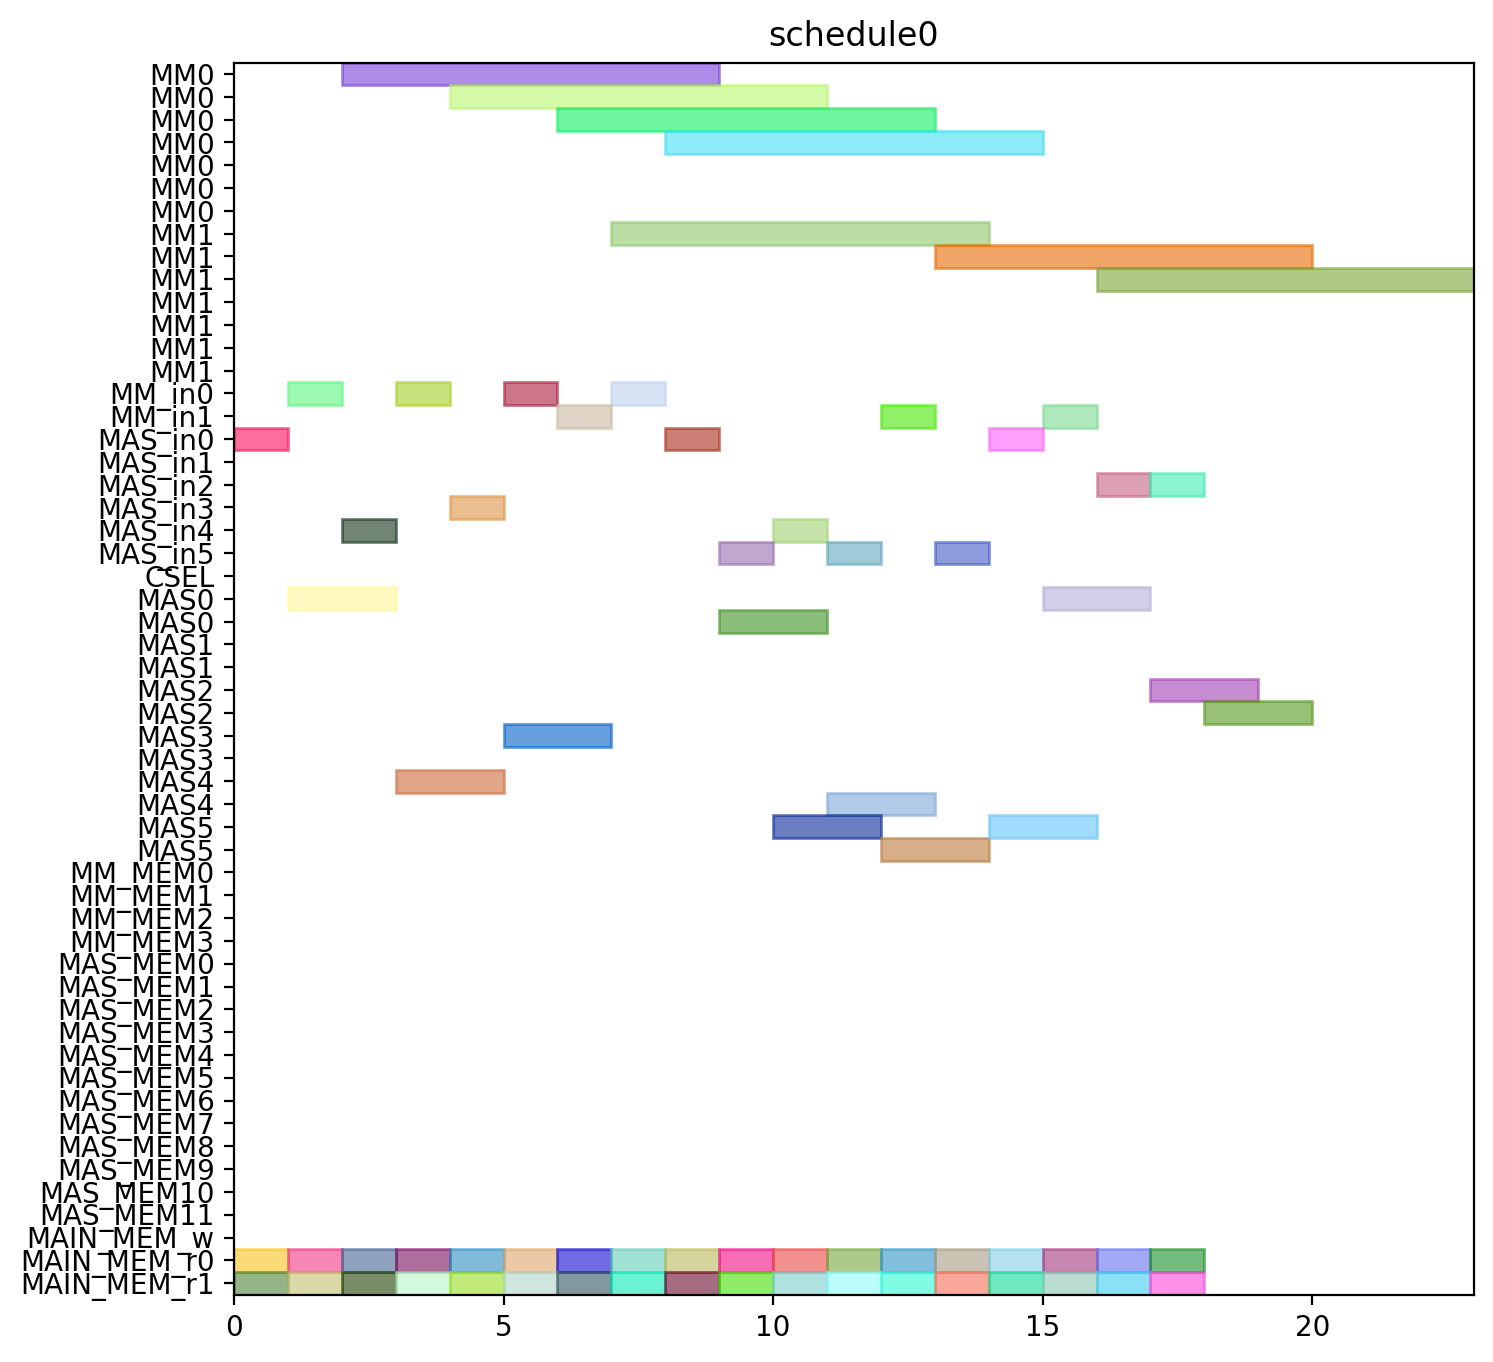 schedule0
MM0
MM0
MM0
MM0
MM0
MM0
MM0
MM1
MM1
MM1
MM1
MM1
MM1
MM1
MM_in0
MM_in1
MAS_in0
MAS_in1
MAS_in2
MAS_in3
MAS_in4
MAS_in5
CSEL
MAS0
MAS0
MAS1
MAS1
MAS2
MAS2
MAS3
MAS3
MAS4
MAS4
MAS5
MAS5
MM_MEM0
MM_MEM1
MM_MEM2
MM_MEM3
MAS_MEM0
MAS_MEM1
MAS_MEM2
MAS_MEM3
MAS_MEM4
MAS_MEM5
MAS_MEM6
MAS_MEM7
MAS_MEM8
MAS_MEM9
MAS_MEM10
MAS_MEM11
MAIN_MEM_w
MAIN_MEM_r0
MAIN_MEM_r1
0 5 10 15 20